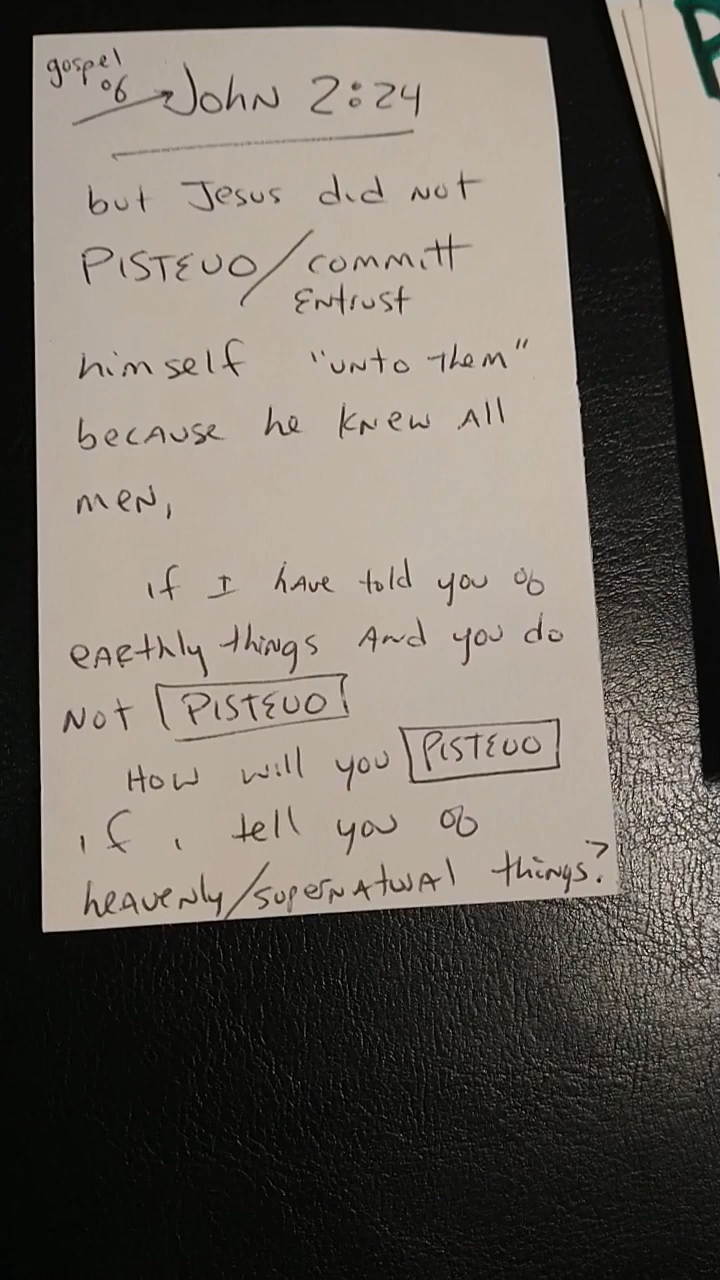 gospel
of
John 2:24
but Jesus did not
PISTEUO/committ
Entrust
himself "unto them"
because he knew all
men,
if I have told you of
earthly things and you do
not PISTEUO
How will you PISTEUO
if i tell you of
heavenly/supernatural things?